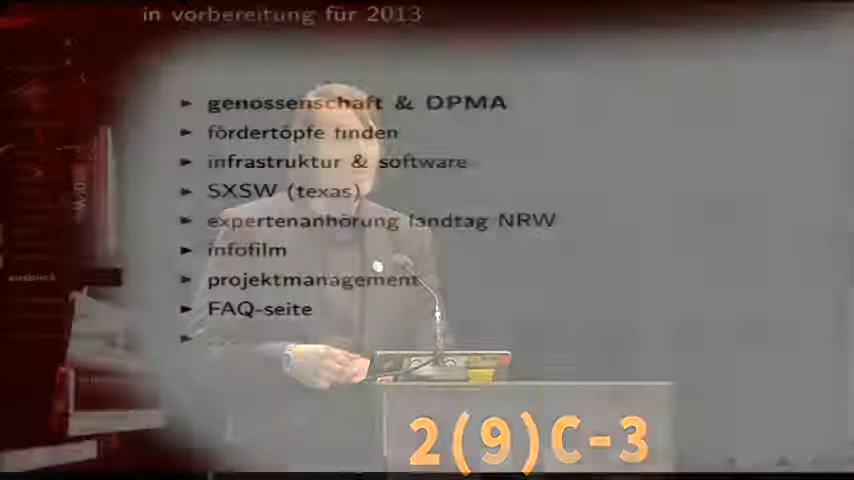 in vorbereitung für 2013
► genossenschaft & DPMA
► fördertöpfe finden
► infrastruktur & software
► SXSW (texas)
► expertenanhörung landtag NRW
► infofilm
► projektmanagement
► FAQ-seite
►
ausblick
2(9)C-3